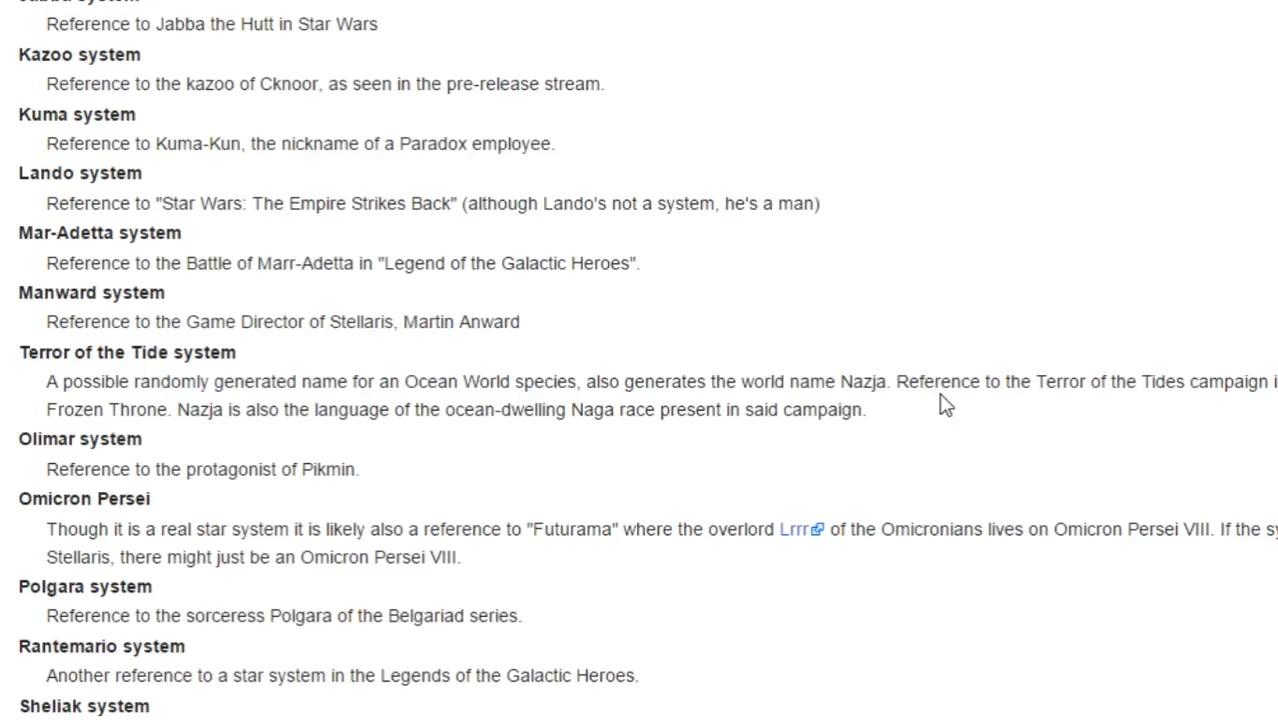 Jabba system
Reference to Jabba the Hutt in Star Wars
Kazoo system
Reference to the kazoo of Cknoor, as seen in the pre-release stream.
Kuma system
Reference to Kuma-Kun, the nickname of a Paradox employee.
Lando system
Reference to "Star Wars: The Empire Strikes Back" (although Lando's not a system, he's a man)
Mar-Adetta system
Reference to the Battle of Marr-Adetta in "Legend of the Galactic Heroes".
Manward system
Reference to the Game Director of Stellaris, Martin Anward
Terror of the Tide system
A possible randomly generated name for an Ocean World species, also generates the world name Nazja. Reference to the Terror of the Tides campaign i
Frozen Throne. Nazja is also the language of the ocean-dwelling Naga race present in said campaign.
Olimar system
Reference to the protagonist of Pikmin.
Omicron Persei
Though it is a real star system it is likely also a reference to "Futurama" where the overlord Lrrr of the Omicronians lives on Omicron Persei VIII. If the sy
Stellaris, there might just be an Omicron Persei VIII.
Polgara system
Reference to the sorceress Polgara of the Belgariad series.
Rantemario system
Another reference to a star system in the Legends of the Galactic Heroes.
Sheliak system